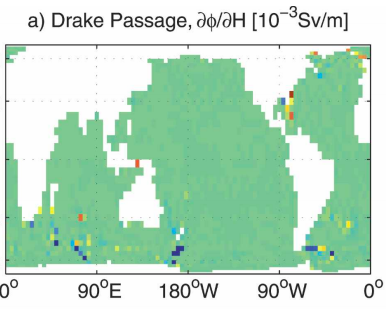 a) Drake Passage, ∂ϕ/∂H [10⁻³Sv/m]
0° 90°E 180°W 90°W 0°